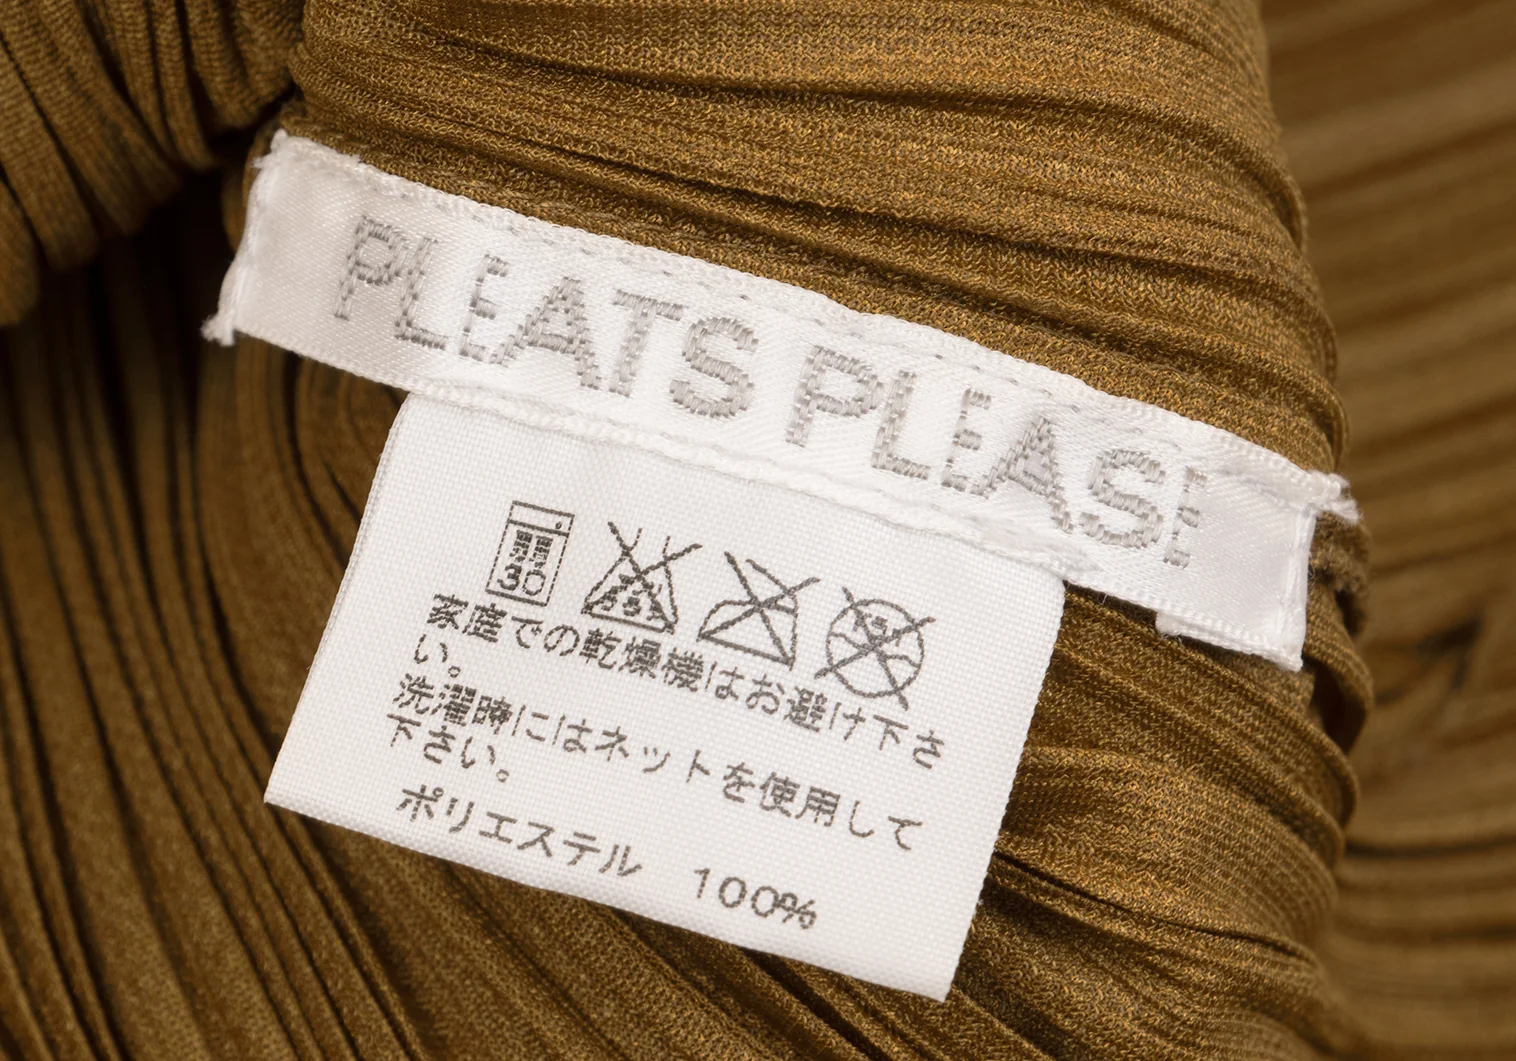 PLEATS PLEASE
30
家庭での乾燥機はお避け下さ
い。
洗濯時にはネットを使用して
下さい。
ポリエステル 100%